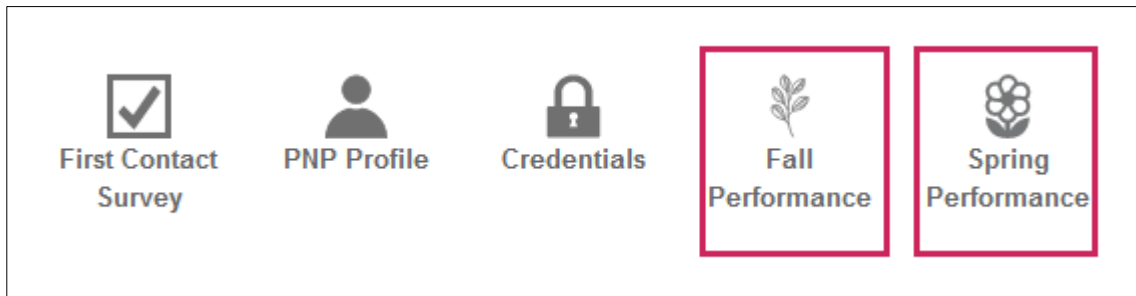 First Contact
Survey
PNP Profile
Credentials
Fall
Performance
Spring
Performance